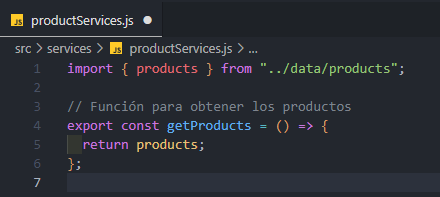 JS productServices.js
src > services > JS productServices.js > ...
1 import { products } from "../data/products";
2
3 // Función para obtener los productos
4 export const getProducts = () => {
5 return products;
6 };
7